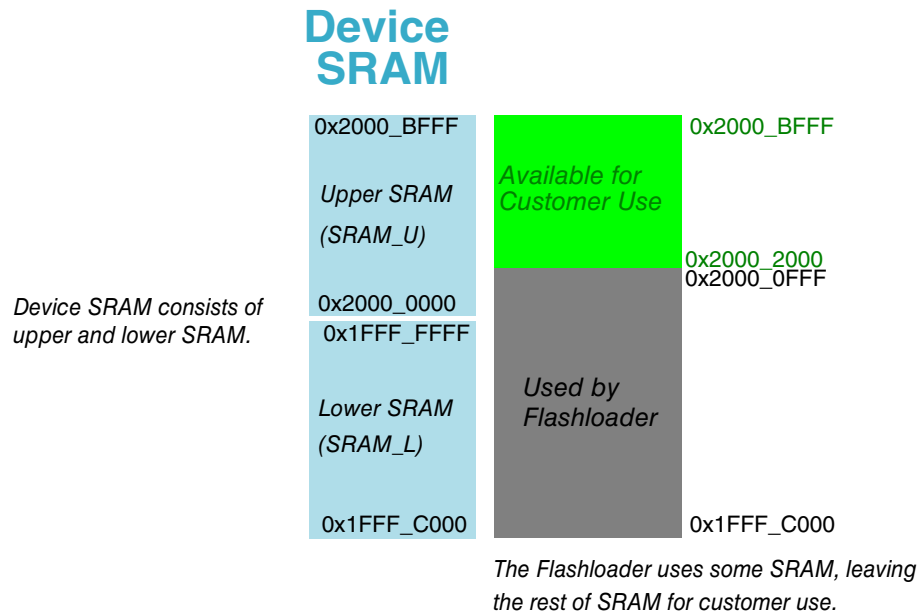 Device
SRAM
0x2000_BFFF
0x2000_BFFF
Available for
Customer Use
Upper SRAM
(SRAM_U)
0x2000_2000
0x2000_0FFF
Device SRAM consists of
upper and lower SRAM.
0x2000_0000
0x1FFF_FFFF
Used by
Flashloader
Lower SRAM
(SRAM_L)
0x1FFF_C000
0x1FFF_C000
The Flashloader uses some SRAM, leaving
the rest of SRAM for customer use.